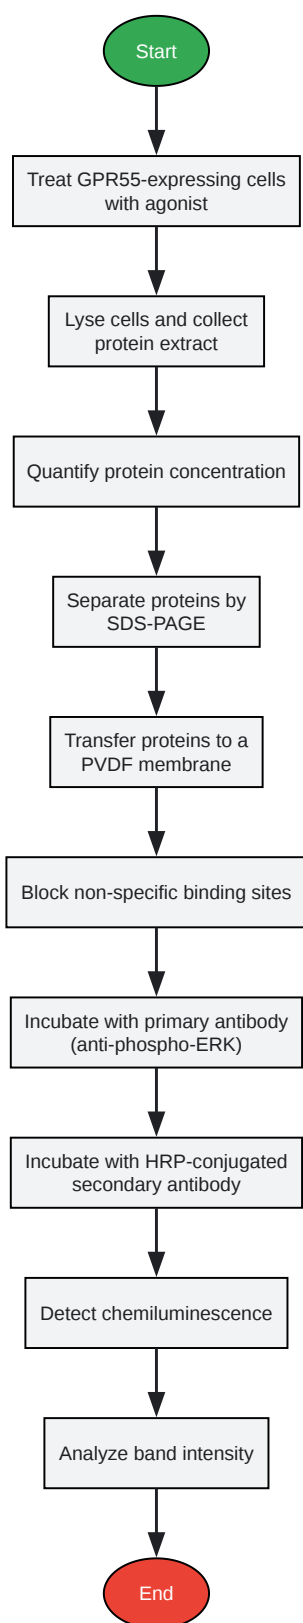 Start
Treat GPR55-expressing cells
with agonist
Lyse cells and collect
protein extract
Quantify protein concentration
Separate proteins by
SDS-PAGE
Transfer proteins to a
PVDF membrane
Block non-specific binding sites
Incubate with primary antibody
(anti-phospho-ERK)
Incubate with HRP-conjugated
secondary antibody
Detect chemiluminescence
Analyze band intensity
End